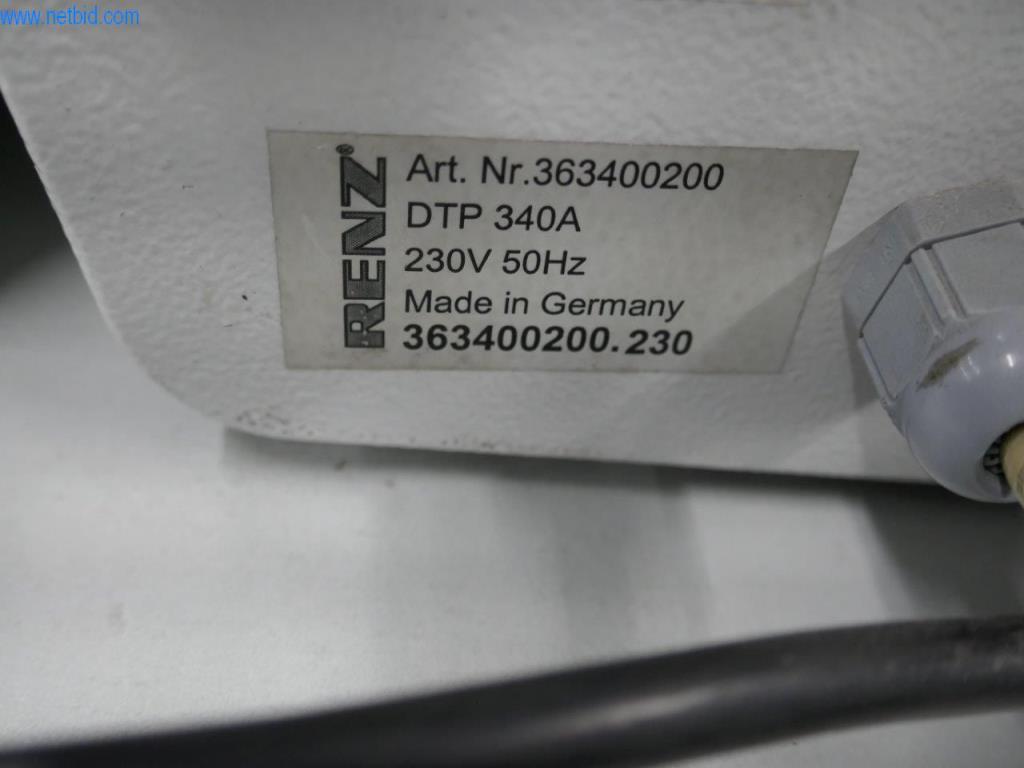 www.netbid.com
RENZ®
Art. Nr.363400200
DTP 340A
230V 50Hz
Made in Germany
363400200.230